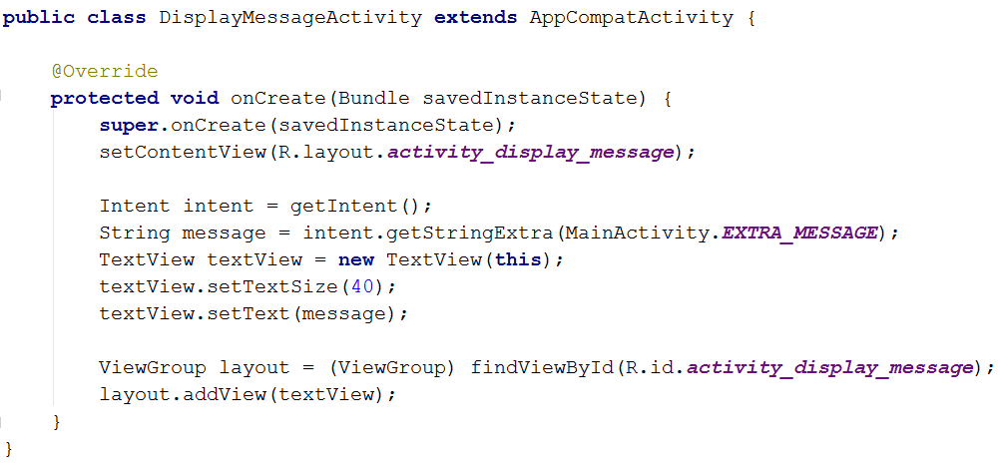 public class DisplayMessageActivity extends AppCompatActivity {
@Override
protected void onCreate(Bundle savedInstanceState) {
super.onCreate(savedInstanceState);
setContentView(R.layout.activity_display_message);
Intent intent = getIntent();
String message = intent.getStringExtra(MainActivity.EXTRA_MESSAGE);
TextView textView = new TextView(this);
textView.setTextSize(40);
textView.setText(message);
ViewGroup layout = (ViewGroup) findViewById(R.id.activity_display_message);
layout.addView(textView);
}
}